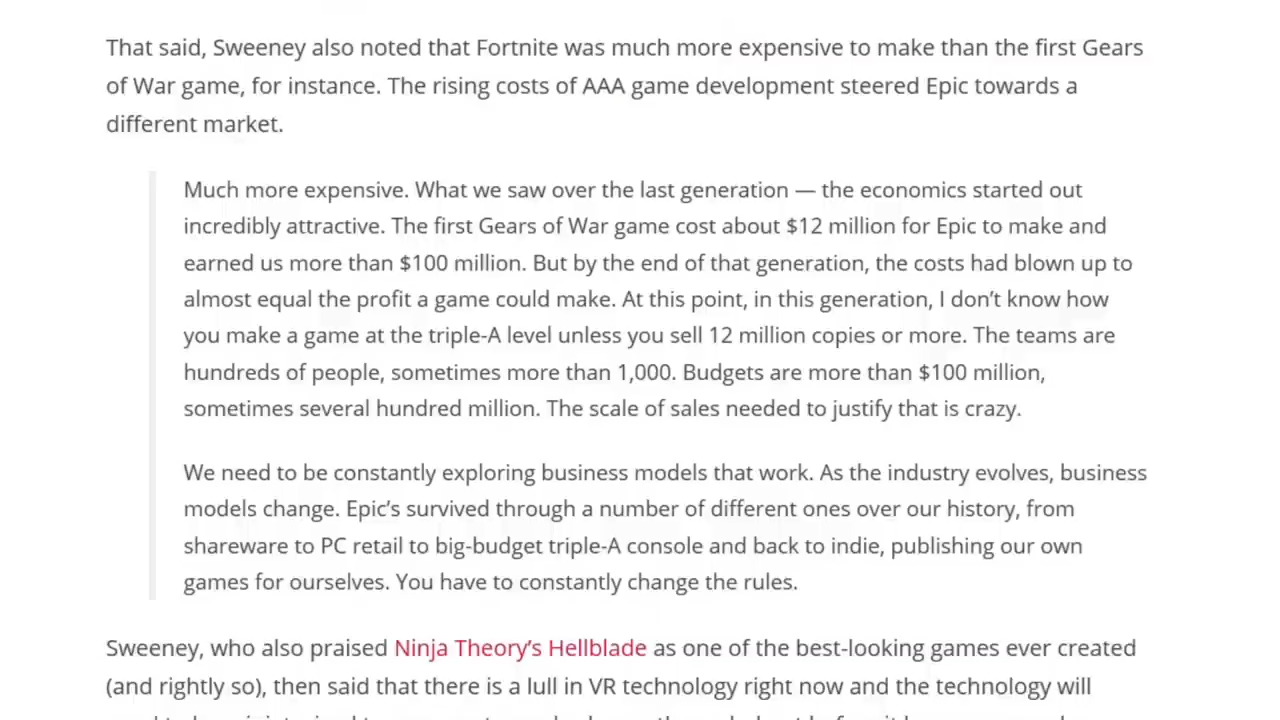 That said, Sweeney also noted that Fortnite was much more expensive to make than the first Gears
of War game, for instance. The rising costs of AAA game development steered Epic towards a
different market.
Much more expensive. What we saw over the last generation — the economics started out
incredibly attractive. The first Gears of War game cost about $12 million for Epic to make and
earned us more than $100 million. But by the end of that generation, the costs had blown up to
almost equal the profit a game could make. At this point, in this generation, I don’t know how
you make a game at the triple-A level unless you sell 12 million copies or more. The teams are
hundreds of people, sometimes more than 1,000. Budgets are more than $100 million,
sometimes several hundred million. The scale of sales needed to justify that is crazy.
We need to be constantly exploring business models that work. As the industry evolves, business
models change. Epic’s survived through a number of different ones over our history, from
shareware to PC retail to big-budget triple-A console and back to indie, publishing our own
games for ourselves. You have to constantly change the rules.
Sweeney, who also praised Ninja Theory’s Hellblade as one of the best-looking games ever created
(and rightly so), then said that there is a lull in VR technology right now and the technology will